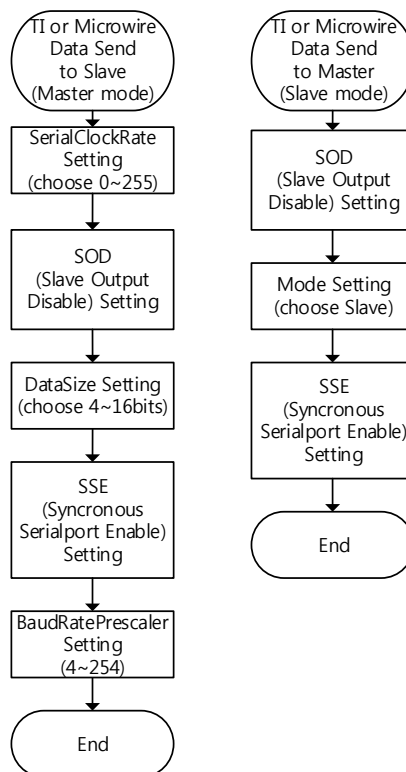 TI or Microwire
Data Send
to Slave
(Master mode)
SerialClockRate
Setting
(choose 0~255)
SOD
(Slave Output
Disable) Setting
DataSize Setting
(choose 4~16bits)
SSE
(Syncronous
Serialport Enable)
Setting
BaudRatePrescaler
Setting
(4~254)
End
TI or Microwire
Data Send
to Master
(Slave mode)
SOD
(Slave Output
Disable) Setting
Mode Setting
(choose Slave)
SSE
(Syncronous
Serialport Enable)
Setting
End